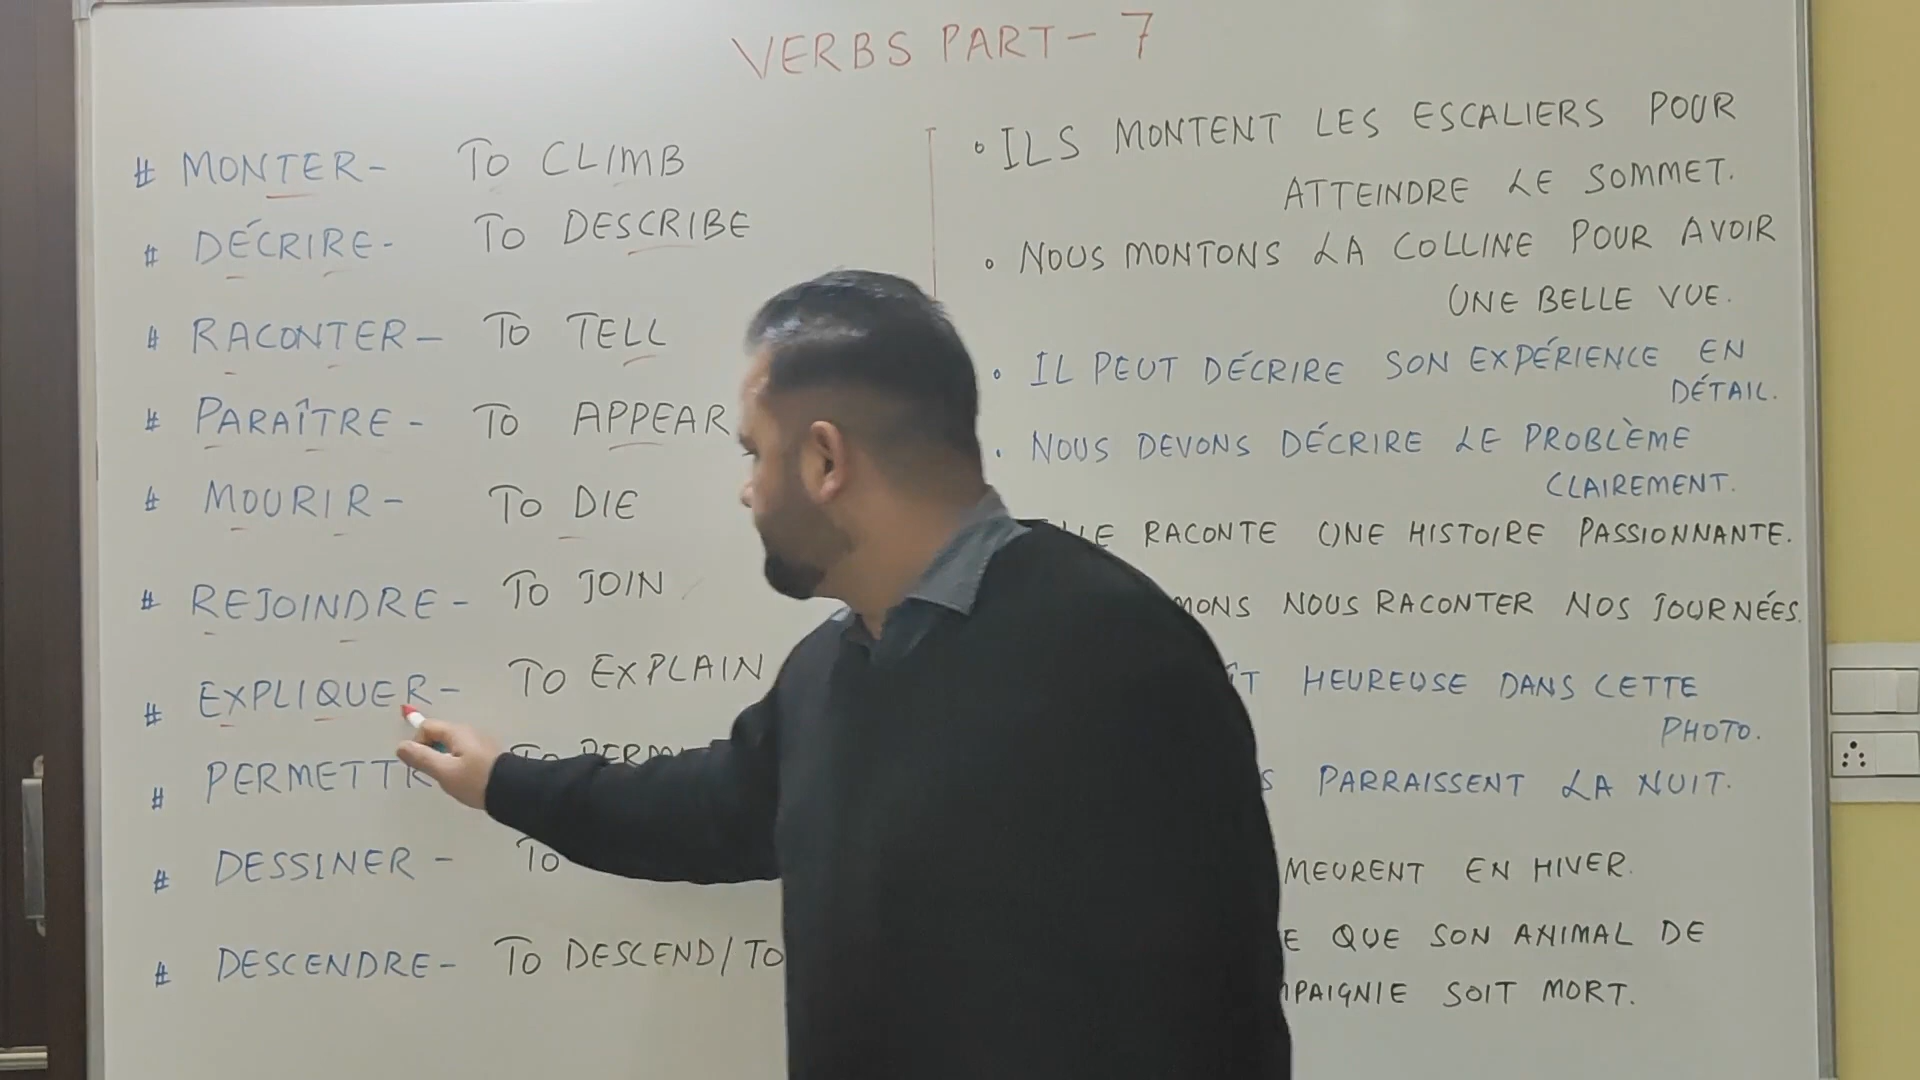 VERBS PART - 7
# MONTER - TO CLIMB
# DÉCRIRE - TO DESCRIBE
# RACONTER - TO TELL
# PARAÎTRE - TO APPEAR
# MOURIR - TO DIE
# REJOINDRE - TO JOIN
# EXPLIQUER - TO EXPLAIN
# TO
# DESSINER - TO
# DESCENDRE - TO DESCEND / TO
• ILS MONTENT LES ESCALIERS POUR
ATTEINDRE LE SOMMET.
• NOUS MONTONS LA COLLINE POUR AVOIR
UNE BELLE VUE.
• IL PEUT DÉCRIRE SON EXPÉRIENCE EN
DÉTAIL.
• NOUS DEVONS DÉCRIRE LE PROBLÈME
CLAIREMENT.
RACONTE UNE HISTOIRE PASSIONNANTE.
NOUS RACONTER NOS JOURNÉES.
HEUREUSE DANS CETTE
PHOTO.
PARRAISSENT LA NUIT.
MEURENT EN HIVER.
QUE SON ANIMAL DE
SOIT MORT.